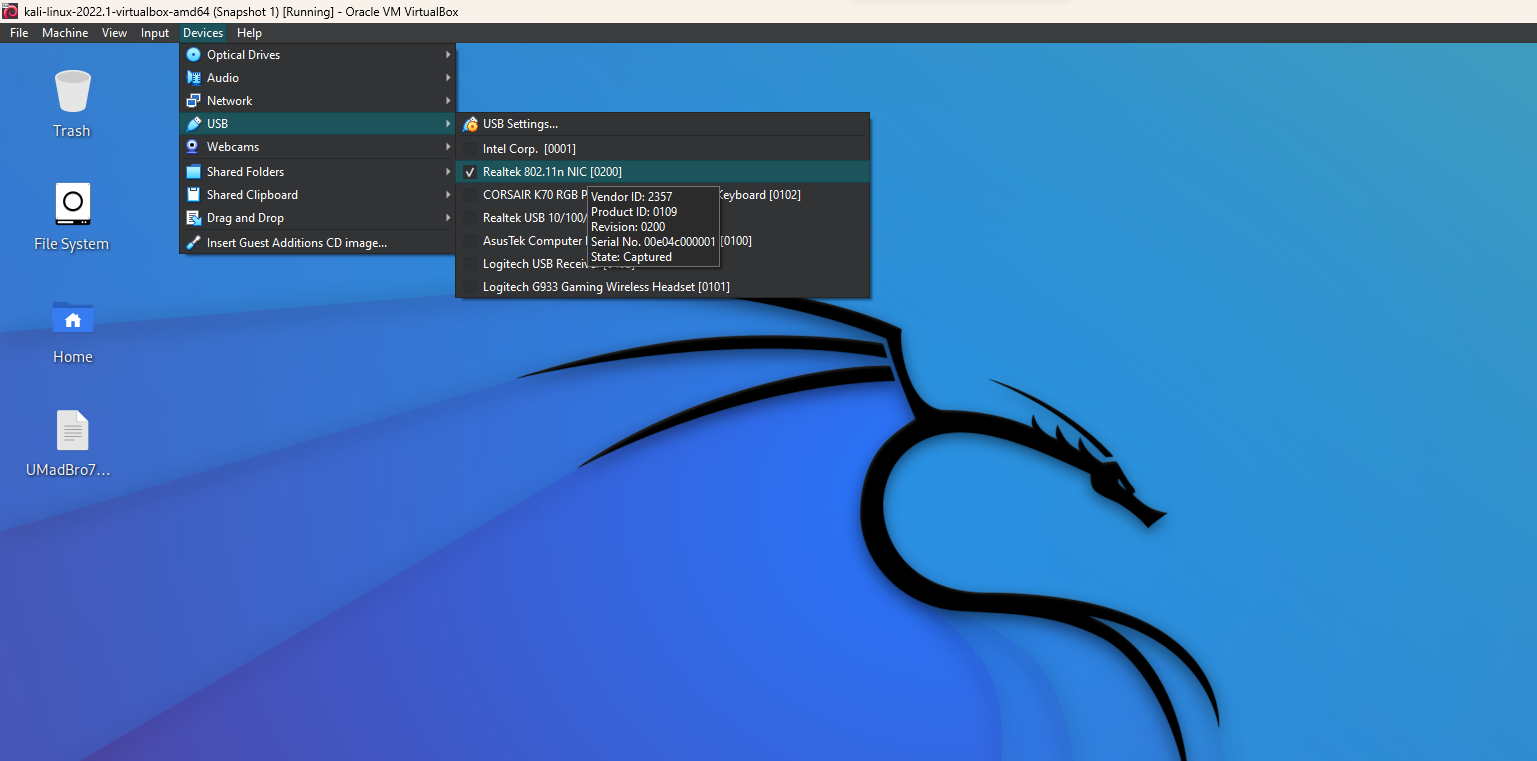 kali-linux-2022.1-virtualbox-amd64 (Snapshot 1) [Running] - Oracle VM VirtualBox
File Machine View Input Devices Help
Optical Drives
Audio
Network
USB
Webcams
Shared Folders
Shared Clipboard
Drag and Drop
Insert Guest Additions CD image...
USB Settings...
Intel Corp. [0001]
Realtek 802.11n NIC [0200]
CORSAIR K70 RGB P Keyboard [0102]
Realtek USB 10/100/
AsusTek Computer [0100]
Logitech USB Receiv
Logitech G933 Gaming Wireless Headset [0101]
Vendor ID: 2357
Product ID: 0109
Revision: 0200
Serial No. 00e04c000001
State: Captured
Trash
File System
Home
UMadBro7...